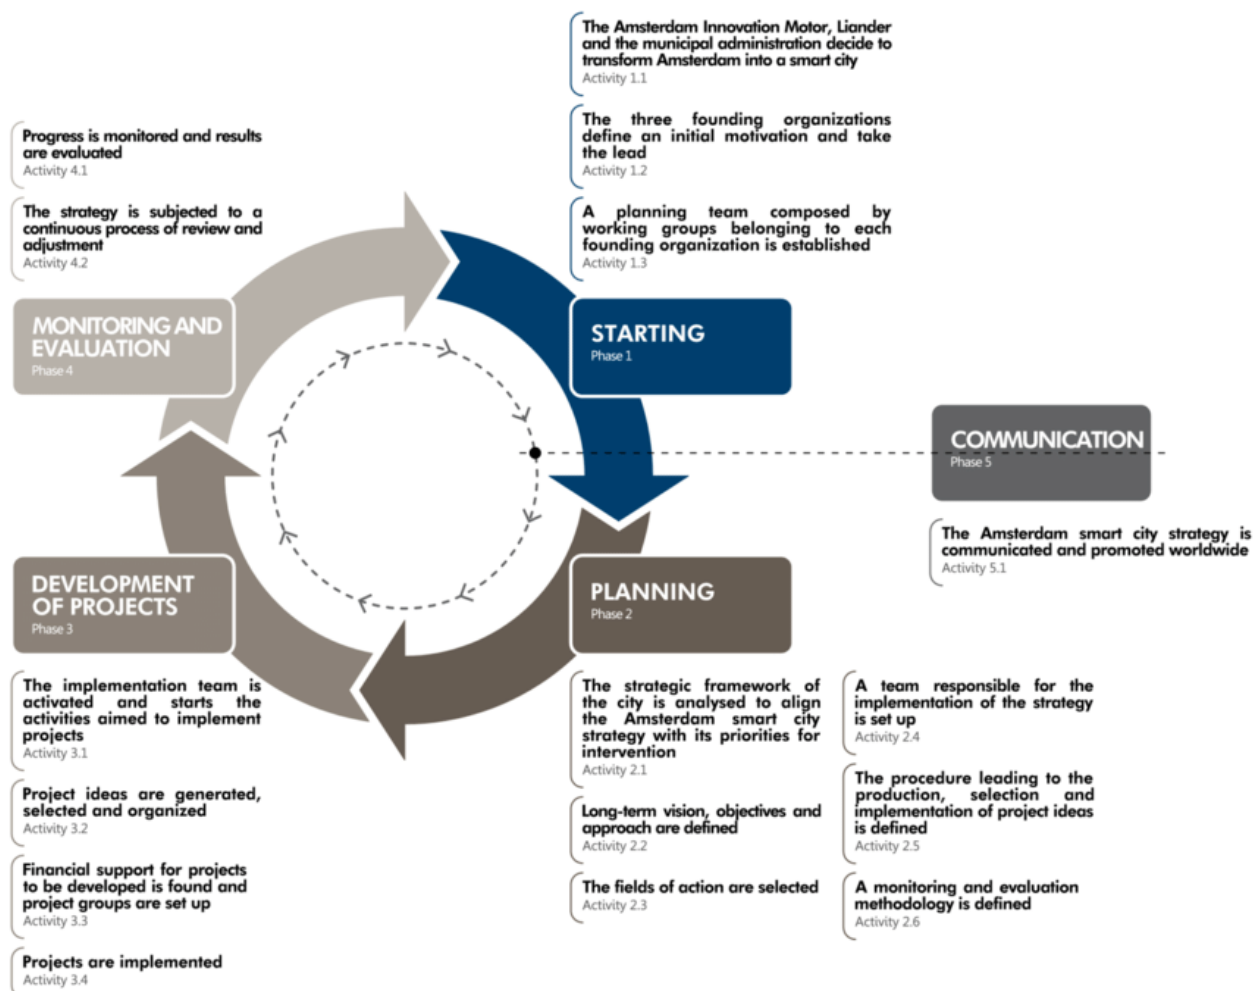 The Amsterdam Innovation Motor, Liander
and the municipal administration decide to
transform Amsterdam into a smart city
Activity 1.1
The three founding organizations
define an initial motivation and take
the lead
Activity 1.2
A planning team composed by
working groups belonging to each
founding organization is established
Activity 1.3
Progress is monitored and results
are evaluated
Activity 4.1
The strategy is subjected to a
continuous process of review and
adjustment
Activity 4.2
MONITORING AND
EVALUATION
Phase 4
STARTING
Phase 1
COMMUNICATION
Phase 5
The Amsterdam smart city strategy is
communicated and promoted worldwide
Activity 5.1
DEVELOPMENT
OF PROJECTS
Phase 3
PLANNING
Phase 2
The implementation team is
activated and starts the
activities aimed to implement
projects
Activity 3.1
Project ideas are generated,
selected and organized
Activity 3.2
Financial support for projects
to be developed is found and
project groups are set up
Activity 3.3
Projects are implemented
Activity 3.4
The strategic framework of
the city is analysed to align
the Amsterdam smart city
strategy with its priorities for
intervention
Activity 2.1
Long-term vision, objectives and
approach are defined
Activity 2.2
The fields of action are selected
Activity 2.3
A team responsible for the
implementation of the strategy
is set up
Activity 2.4
The procedure leading to the
production, selection and
implementation of project ideas
is defined
Activity 2.5
A monitoring and evaluation
methodology is defined
Activity 2.6